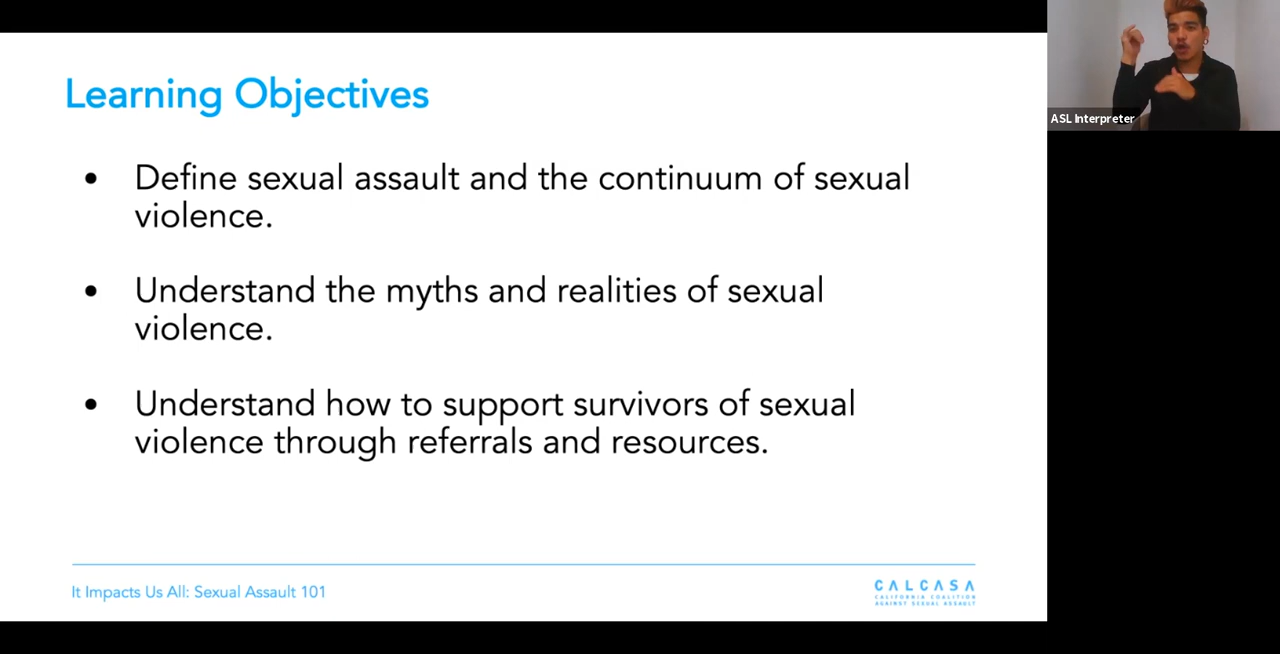 Learning Objectives
ASL Interpreter
• Define sexual assault and the continuum of sexual
violence.
• Understand the myths and realities of sexual
violence.
• Understand how to support survivors of sexual
violence through referrals and resources.
It Impacts Us All: Sexual Assault 101
CALCASA
CALIFORNIA COALITION
AGAINST SEXUAL ASSAULT